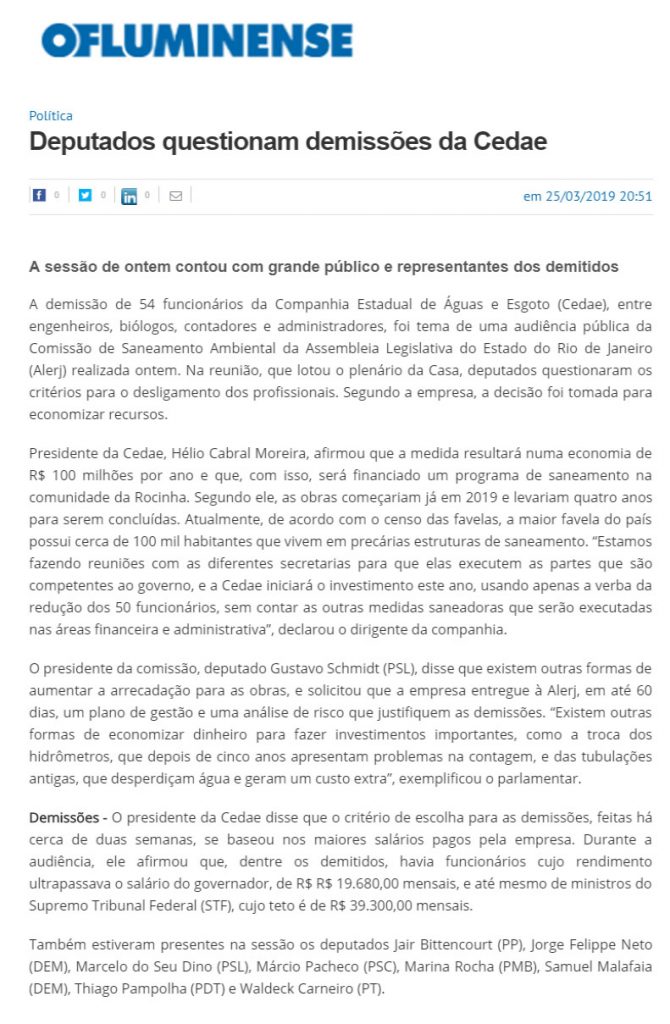 OFLUMINENSE
Política
Deputados questionam demissões da Cedae
0 0 in 0 em 25/03/2019 20:51
A sessão de ontem contou com grande público e representantes dos demitidos
A demissão de 54 funcionários da Companhia Estadual de Águas e Esgoto (Cedae), entre
engenheiros, biólogos, contadores e administradores, foi tema de uma audiência pública da
Comissão de Saneamento Ambiental da Assembleia Legislativa do Estado do Rio de Janeiro
(Alerj) realizada ontem. Na reunião, que lotou o plenário da Casa, deputados questionaram os
critérios para o desligamento dos profissionais. Segundo a empresa, a decisão foi tomada para
economizar recursos.
Presidente da Cedae, Hélio Cabral Moreira, afirmou que a medida resultará numa economia de
R$ 100 milhões por ano e que, com isso, será financiado um programa de saneamento na
comunidade da Rocinha. Segundo ele, as obras começariam já em 2019 e levariam quatro anos
para serem concluídas. Atualmente, de acordo com o censo das favelas, a maior favela do país
possui cerca de 100 mil habitantes que vivem em precárias estruturas de saneamento. “Estamos
fazendo reuniões com as diferentes secretarias para que elas executem as partes que são
competentes ao governo, e a Cedae iniciará o investimento este ano, usando apenas a verba da
redução dos 50 funcionários, sem contar as outras medidas saneadoras que serão executadas
nas áreas financeira e administrativa”, declarou o dirigente da companhia.
O presidente da comissão, deputado Gustavo Schmidt (PSL), disse que existem outras formas de
aumentar a arrecadação para as obras, e solicitou que a empresa entregue à Alerj, em até 60
dias, um plano de gestão e uma análise de risco que justifiquem as demissões. “Existem outras
formas de economizar dinheiro para fazer investimentos importantes, como a troca dos
hidrômetros, que depois de cinco anos apresentam problemas na contagem, e das tubulações
antigas, que desperdiçam água e geram um custo extra”, exemplificou o parlamentar.
Demissões - O presidente da Cedae disse que o critério de escolha para as demissões, feitas há
cerca de duas semanas, se baseou nos maiores salários pagos pela empresa. Durante a
audiência, ele afirmou que, dentre os demitidos, havia funcionários cujo rendimento
ultrapassava o salário do governador, de R$ R$ 19.680,00 mensais, e até mesmo de ministros do
Supremo Tribunal Federal (STF), cujo teto é de R$ 39.300,00 mensais.
Também estiveram presentes na sessão os deputados Jair Bittencourt (PP), Jorge Felippe Neto
(DEM), Marcelo do Seu Dino (PSL), Márcio Pacheco (PSC), Marina Rocha (PMB), Samuel Malafaia
(DEM), Thiago Pampolha (PDT) e Waldeck Carneiro (PT).